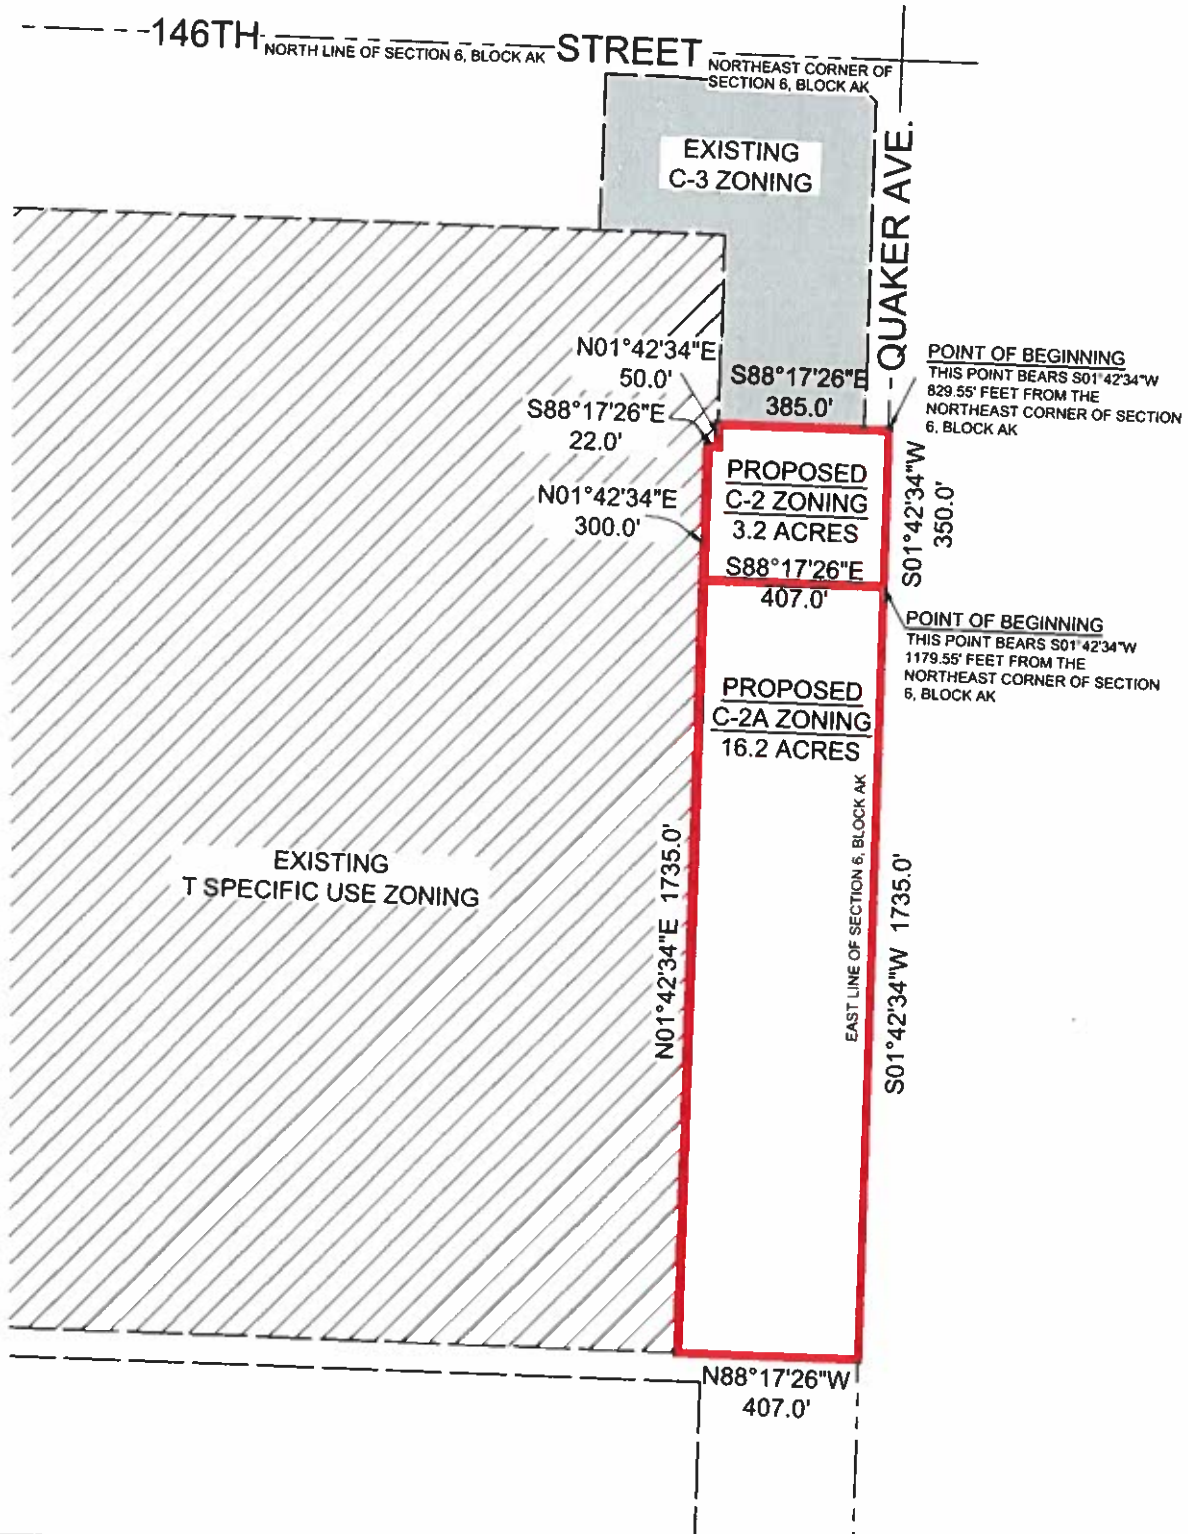 146TH
NORTH LINE OF SECTION 6, BLOCK AK
STREET
NORTHEAST CORNER OF
SECTION 6, BLOCK AK
EXISTING
C-3 ZONING
QUAKER AVE.
N01°42'34"E
50.0'
S88°17'26"E
385.0'
POINT OF BEGINNING
THIS POINT BEARS S01°42'34"W
829.55' FEET FROM THE
NORTHEAST CORNER OF SECTION
6, BLOCK AK
S88°17'26"E
22.0'
N01°42'34"E
300.0'
PROPOSED
C-2 ZONING
3.2 ACRES
S01°42'34"W
350.0'
S88°17'26"E
407.0'
POINT OF BEGINNING
THIS POINT BEARS S01°42'34"W
1179.55' FEET FROM THE
NORTHEAST CORNER OF SECTION
6, BLOCK AK
PROPOSED
C-2A ZONING
16.2 ACRES
EXISTING
T SPECIFIC USE ZONING
N01°42'34"E 1735.0'
EAST LINE OF SECTION 6, BLOCK AK
S01°42'34"W 1735.0'
N88°17'26"W
407.0'